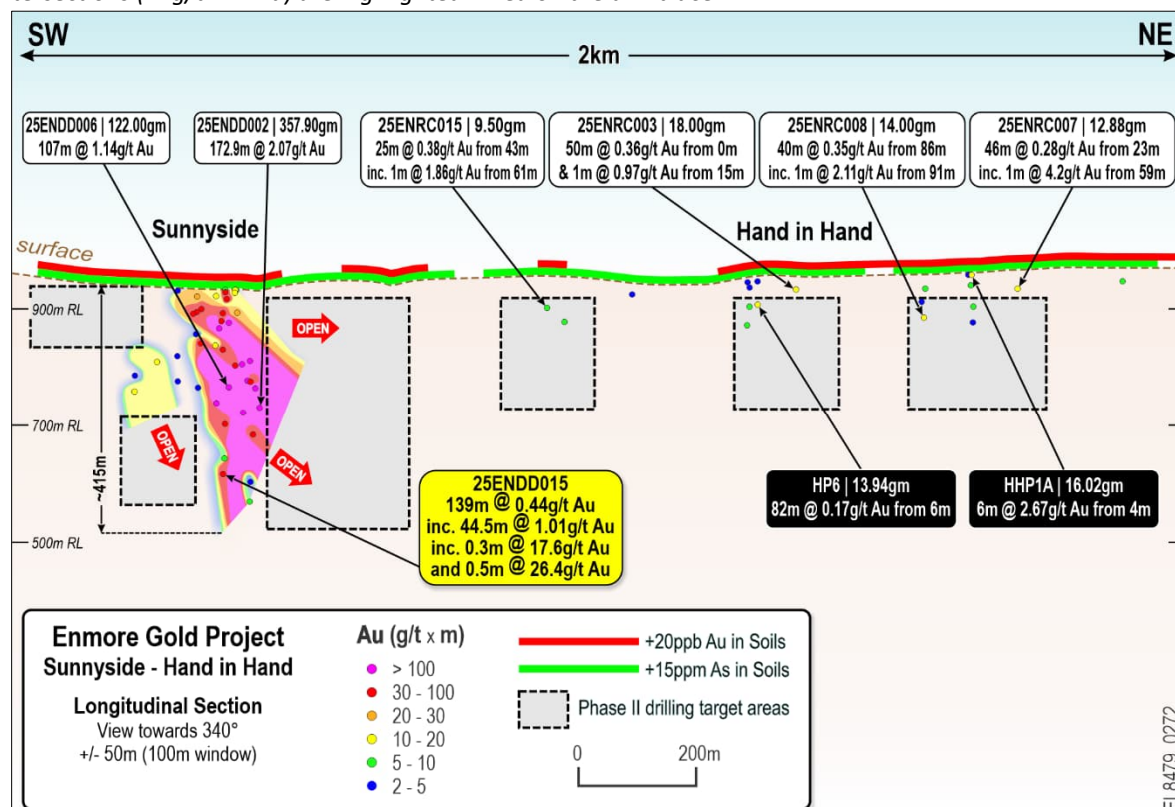 SW
NE
2km
25ENDD006 | 122.00gm
107m @ 1.14g/t Au
25ENDD002 | 357.90gm
172.9m @ 2.07g/t Au
25ENRC015 | 9.50gm
25m @ 0.38g/t Au from 43m
inc. 1m @ 1.86g/t Au from 61m
25ENRC003 | 18.00gm
50m @ 0.36g/t Au from 0m
& 1m @ 0.97g/t Au from 15m
25ENRC008 | 14.00gm
40m @ 0.35g/t Au from 86m
inc. 1m @ 2.11g/t Au from 91m
25ENRC007 | 12.88gm
46m @ 0.28g/t Au from 23m
inc. 1m @ 4.2g/t Au from 59m
Sunnyside
Hand in Hand
surface
900m RL
OPEN
700m RL
OPEN
OPEN
~415m
500m RL
25ENDD015
139m @ 0.44g/t Au
inc. 44.5m @ 1.01g/t Au
inc. 0.3m @ 17.6g/t Au
and 0.5m @ 26.4g/t Au
HP6 | 13.94gm
82m @ 0.17g/t Au from 6m
HHP1A | 16.02gm
6m @ 2.67g/t Au from 4m
Enmore Gold Project
Sunnyside - Hand in Hand
Longitudinal Section
View towards 340°
+/- 50m (100m window)
Au (g/t x m)
> 100
30 - 100
20 - 30
10 - 20
5 - 10
2 - 5
+20ppb Au in Soils
+15ppm As in Soils
Phase II drilling target areas
0 200m
EL8479_0272